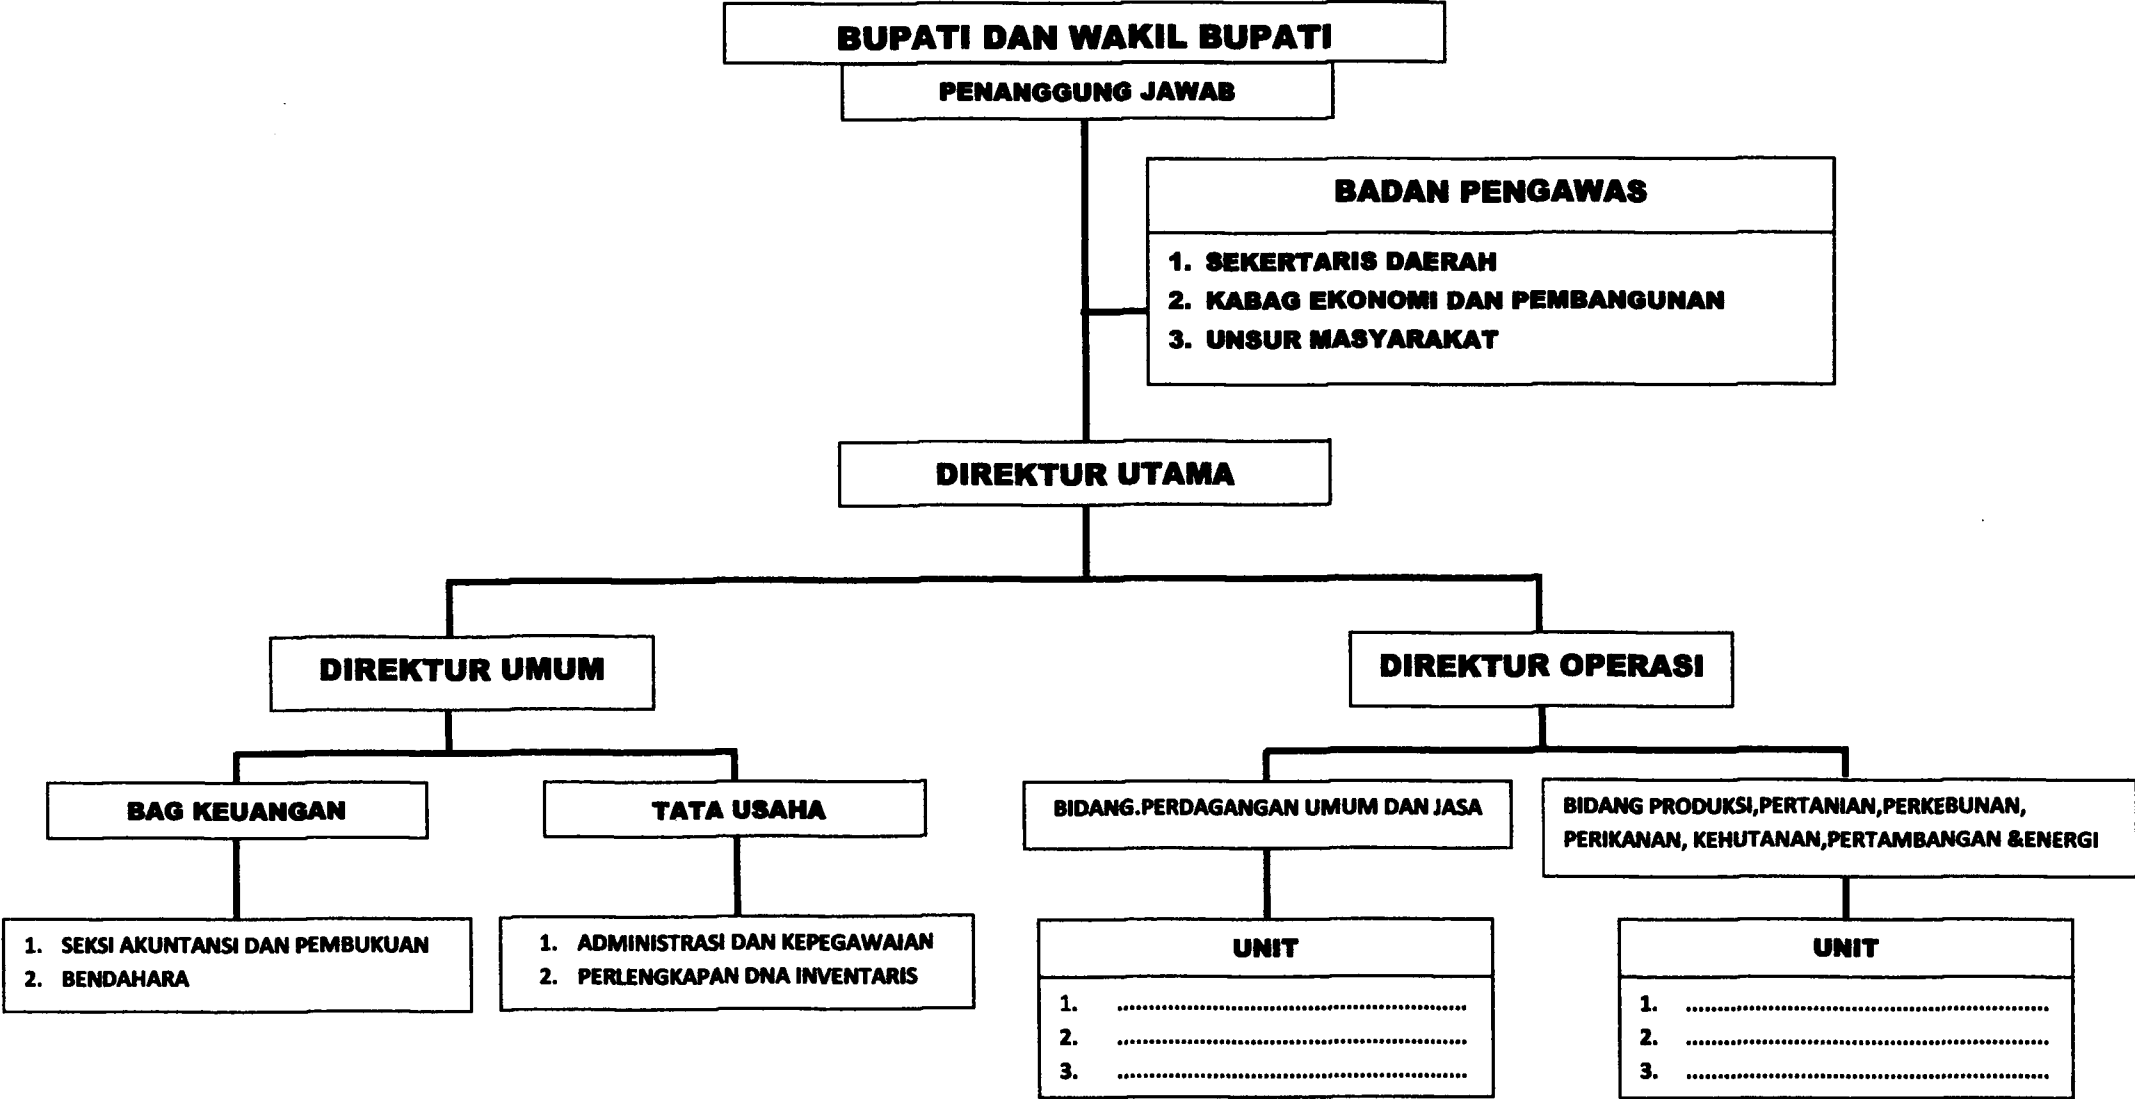 BUPATI DAN WAKIL BUPATI
PENANGGUNG JAWAB
BADAN PENGAWAS
1. SEKERTARIS DAERAH
2. KABAG EKONOMI DAN PEMBANGUNAN
3. UNSUR MASYARAKAT
DIREKTUR UTAMA
DIREKTUR UMUM
DIREKTUR OPERASI
BAG KEUANGAN
TATA USAHA
BIDANG.PERDAGANGAN UMUM DAN JASA
BIDANG PRODUKSI,PERTANIAN,PERKEBUNAN,
PERIKANAN, KEHUTANAN,PERTAMBANGAN &ENERGI
1. SEKSI AKUNTANSI DAN PEMBUKUAN
2. BENDAHARA
1. ADMINISTRASI DAN KEPEGAWAIAN
2. PERLENGKAPAN DNA INVENTARIS
UNIT
1. ........................................................
2. ........................................................
3. ........................................................
UNIT
1. ........................................................
2. ........................................................
3. ........................................................